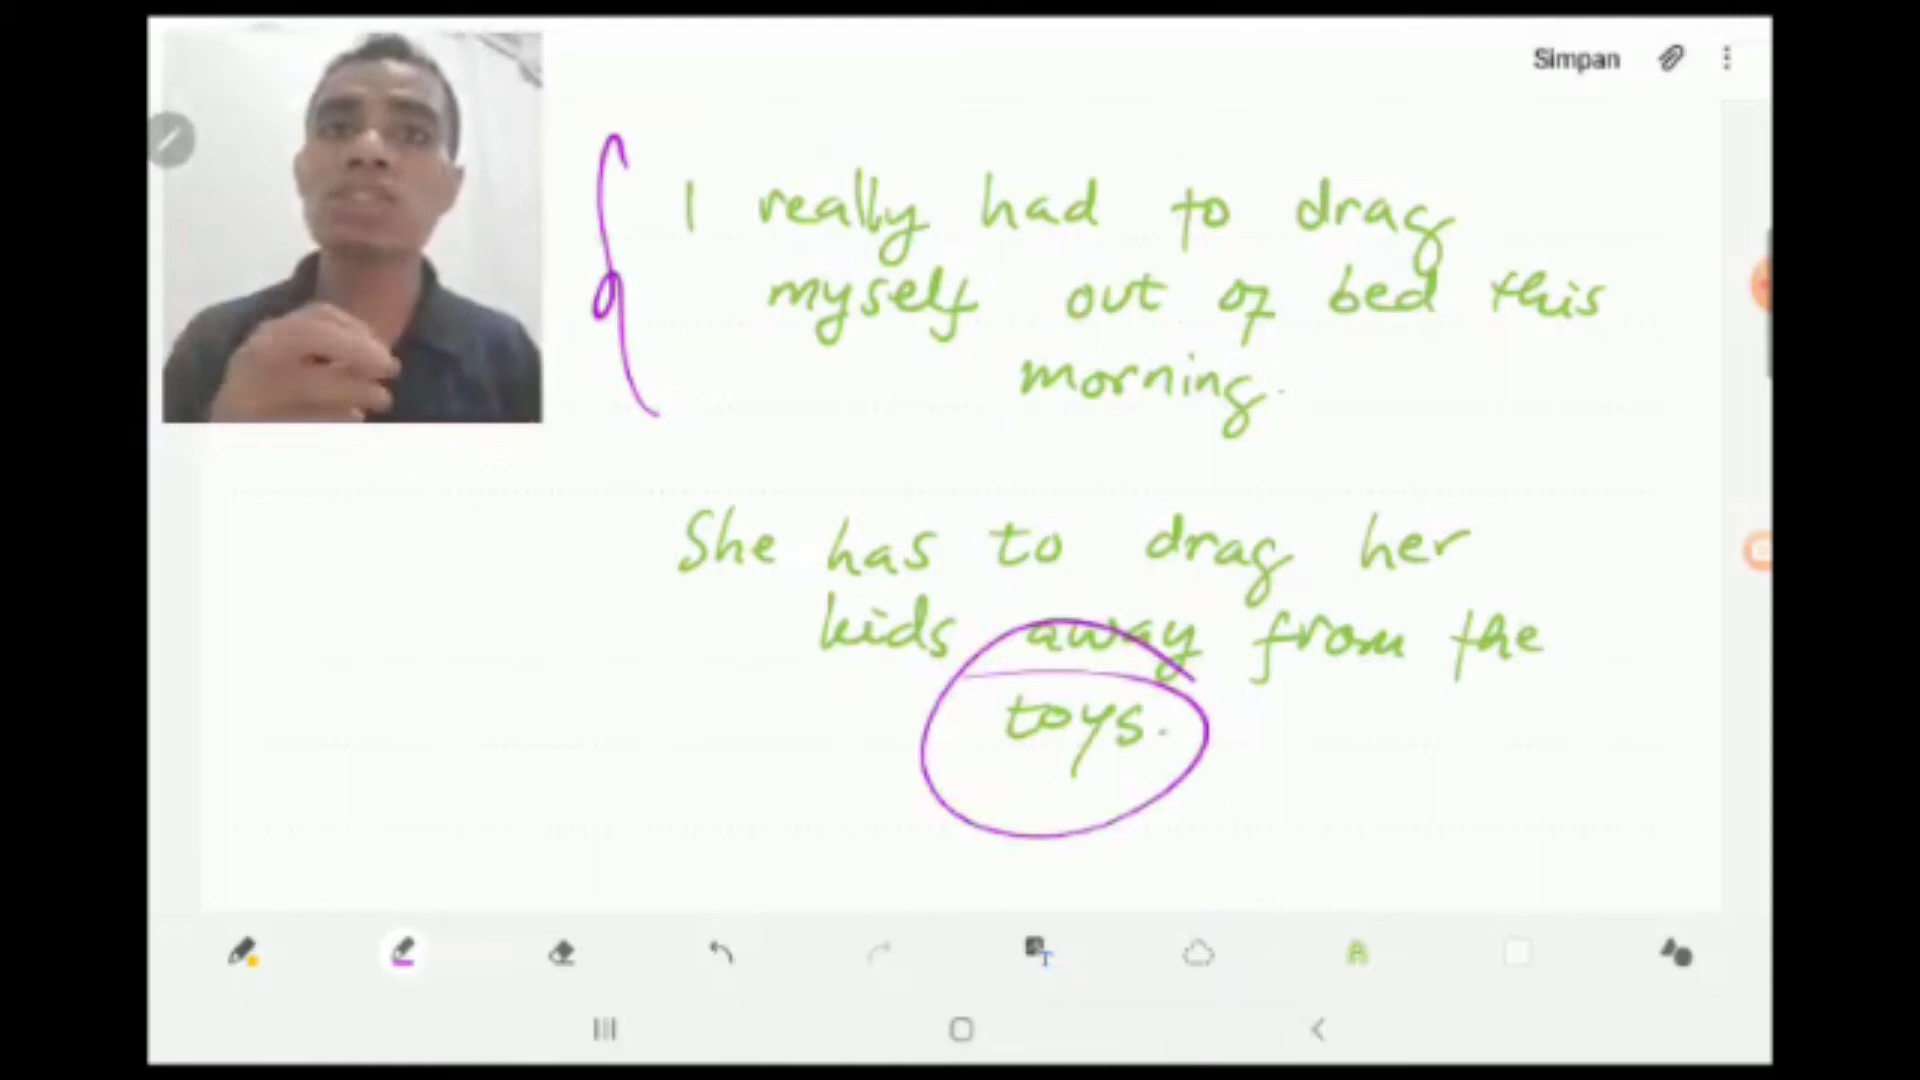 Simpan
I really had to drag
myself out of bed this
morning.
She has to drag her
kids away from the
toys.